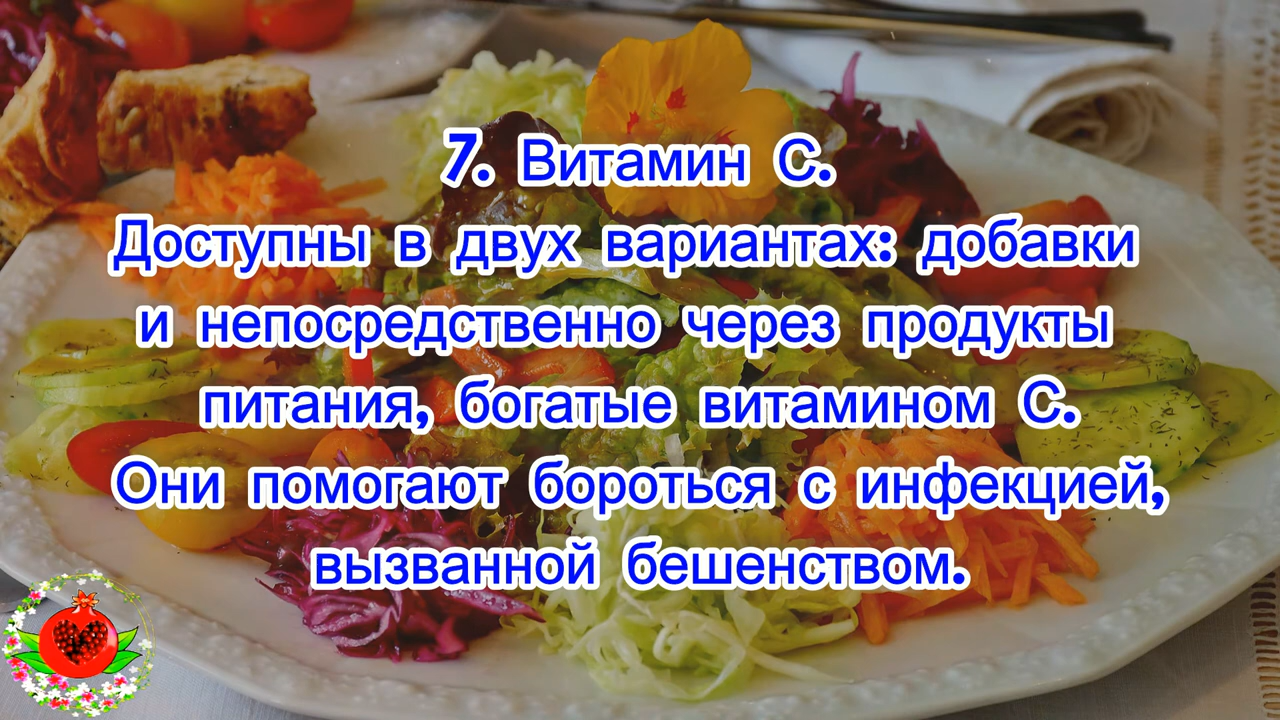 7. Витамин С.
Доступны в двух вариантах: добавки
и непосредственно через продукты
питания, богатые витамином С.
Они помогают бороться с инфекцией,
вызванной бешенством.